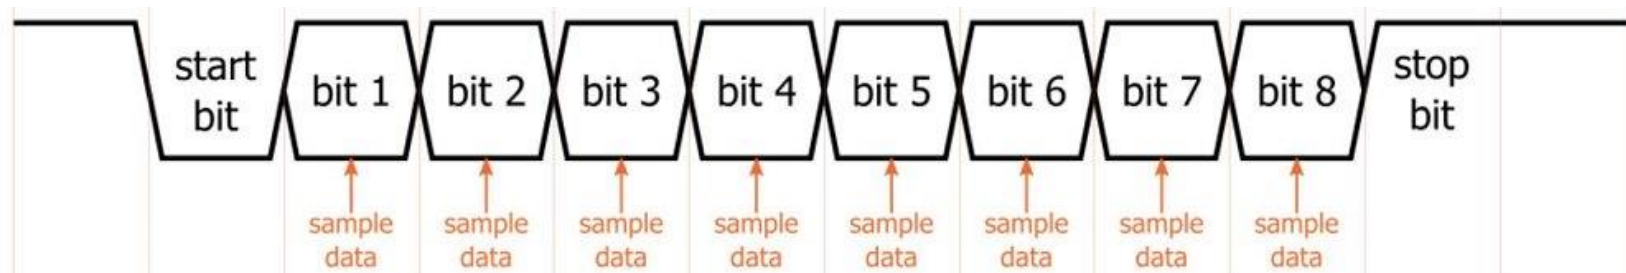 start
bit
bit 1
bit 2
bit 3
bit 4
bit 5
bit 6
bit 7
bit 8
stop
bit
sample
data
sample
data
sample
data
sample
data
sample
data
sample
data
sample
data
sample
data